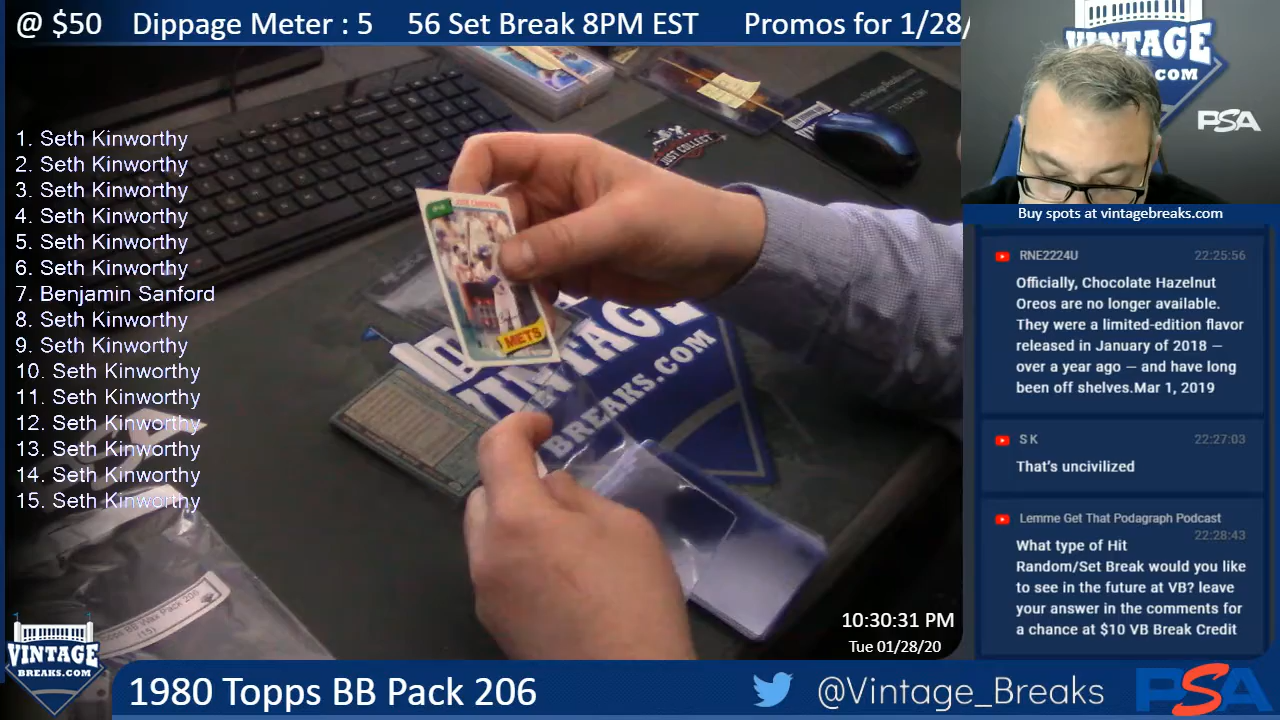 @ $50 Dippage Meter : 5 56 Set Break 8PM EST Promos for 1/28/
1. Seth Kinworthy
2. Seth Kinworthy
3. Seth Kinworthy
4. Seth Kinworthy
5. Seth Kinworthy
6. Seth Kinworthy
7. Benjamin Sanford
8. Seth Kinworthy
9. Seth Kinworthy
10. Seth Kinworthy
11. Seth Kinworthy
12. Seth Kinworthy
13. Seth Kinworthy
14. Seth Kinworthy
15. Seth Kinworthy
JUST COLLECT
METS
VINTAGE
BREAKS.COM
BB Wax Pack 206
(15)
VINTAGE
.COM
PSA
Buy spots at vintagebreaks.com
RNE2224U 22:25:56
Officially, Chocolate Hazelnut
Oreos are no longer available.
They were a limited-edition flavor
released in January of 2018 —
over a year ago — and have long
been off shelves.Mar 1, 2019
S K 22:27:03
That's uncivilized
Lemme Get That Podagraph Podcast
22:28:43
What type of Hit
Random/Set Break would you like
to see in the future at VB? leave
your answer in the comments for
a chance at $10 VB Break Credit
10:30:31 PM
Tue 01/28/20
VINTAGE
BREAKS.COM
1980 Topps BB Pack 206
@Vintage_Breaks
PSA